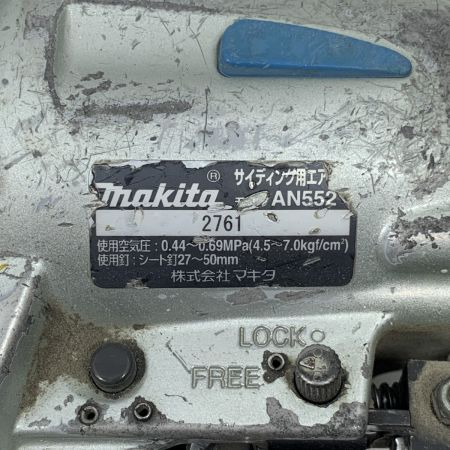 makita® サイディング用エア
AN552
2761
使用空気圧：0.44〜0.69MPa(4.5〜7.0kgf/cm²)
使用釘：シート釘27〜50mm
株式会社マキタ
LOCK
FREE